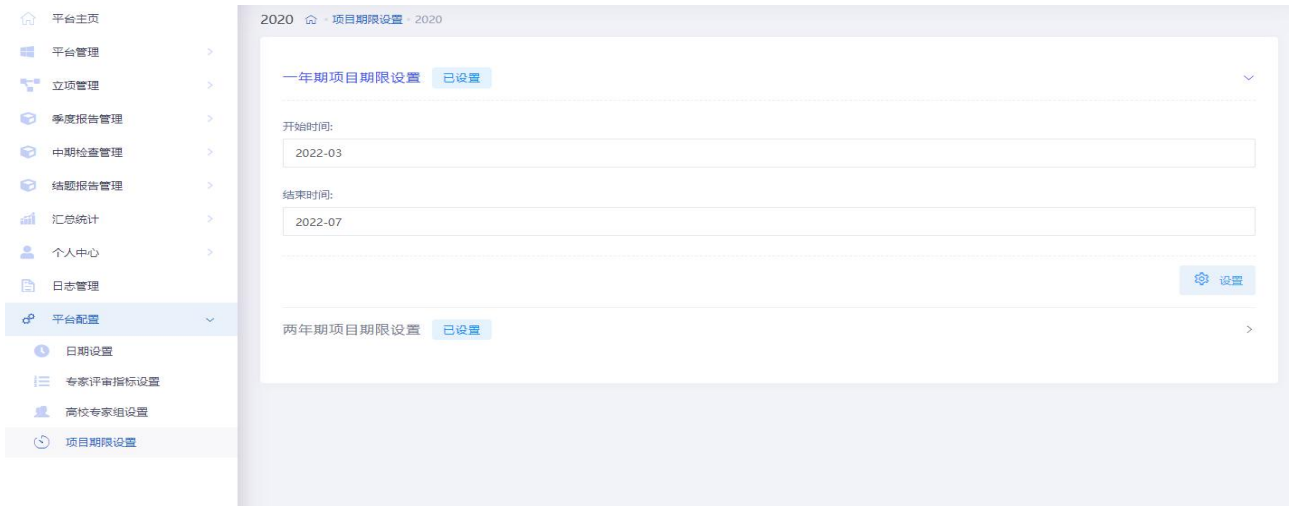 平台主页
平台管理
立项管理
季度报告管理
中期检查管理
结题报告管理
汇总统计
个人中心
日志管理
平台配置
日期设置
专家评审指标设置
高校专家组设置
项目期限设置
2020 - 项目期限设置 - 2020
一年期项目期限设置 已设置
开始时间:
2022-03
结束时间:
2022-07
设置
两年期项目期限设置 已设置